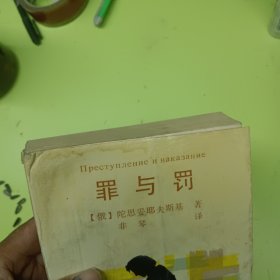 Преступление и наказание
罪与罚
【俄】陀思妥耶夫斯基 著
非琴 译